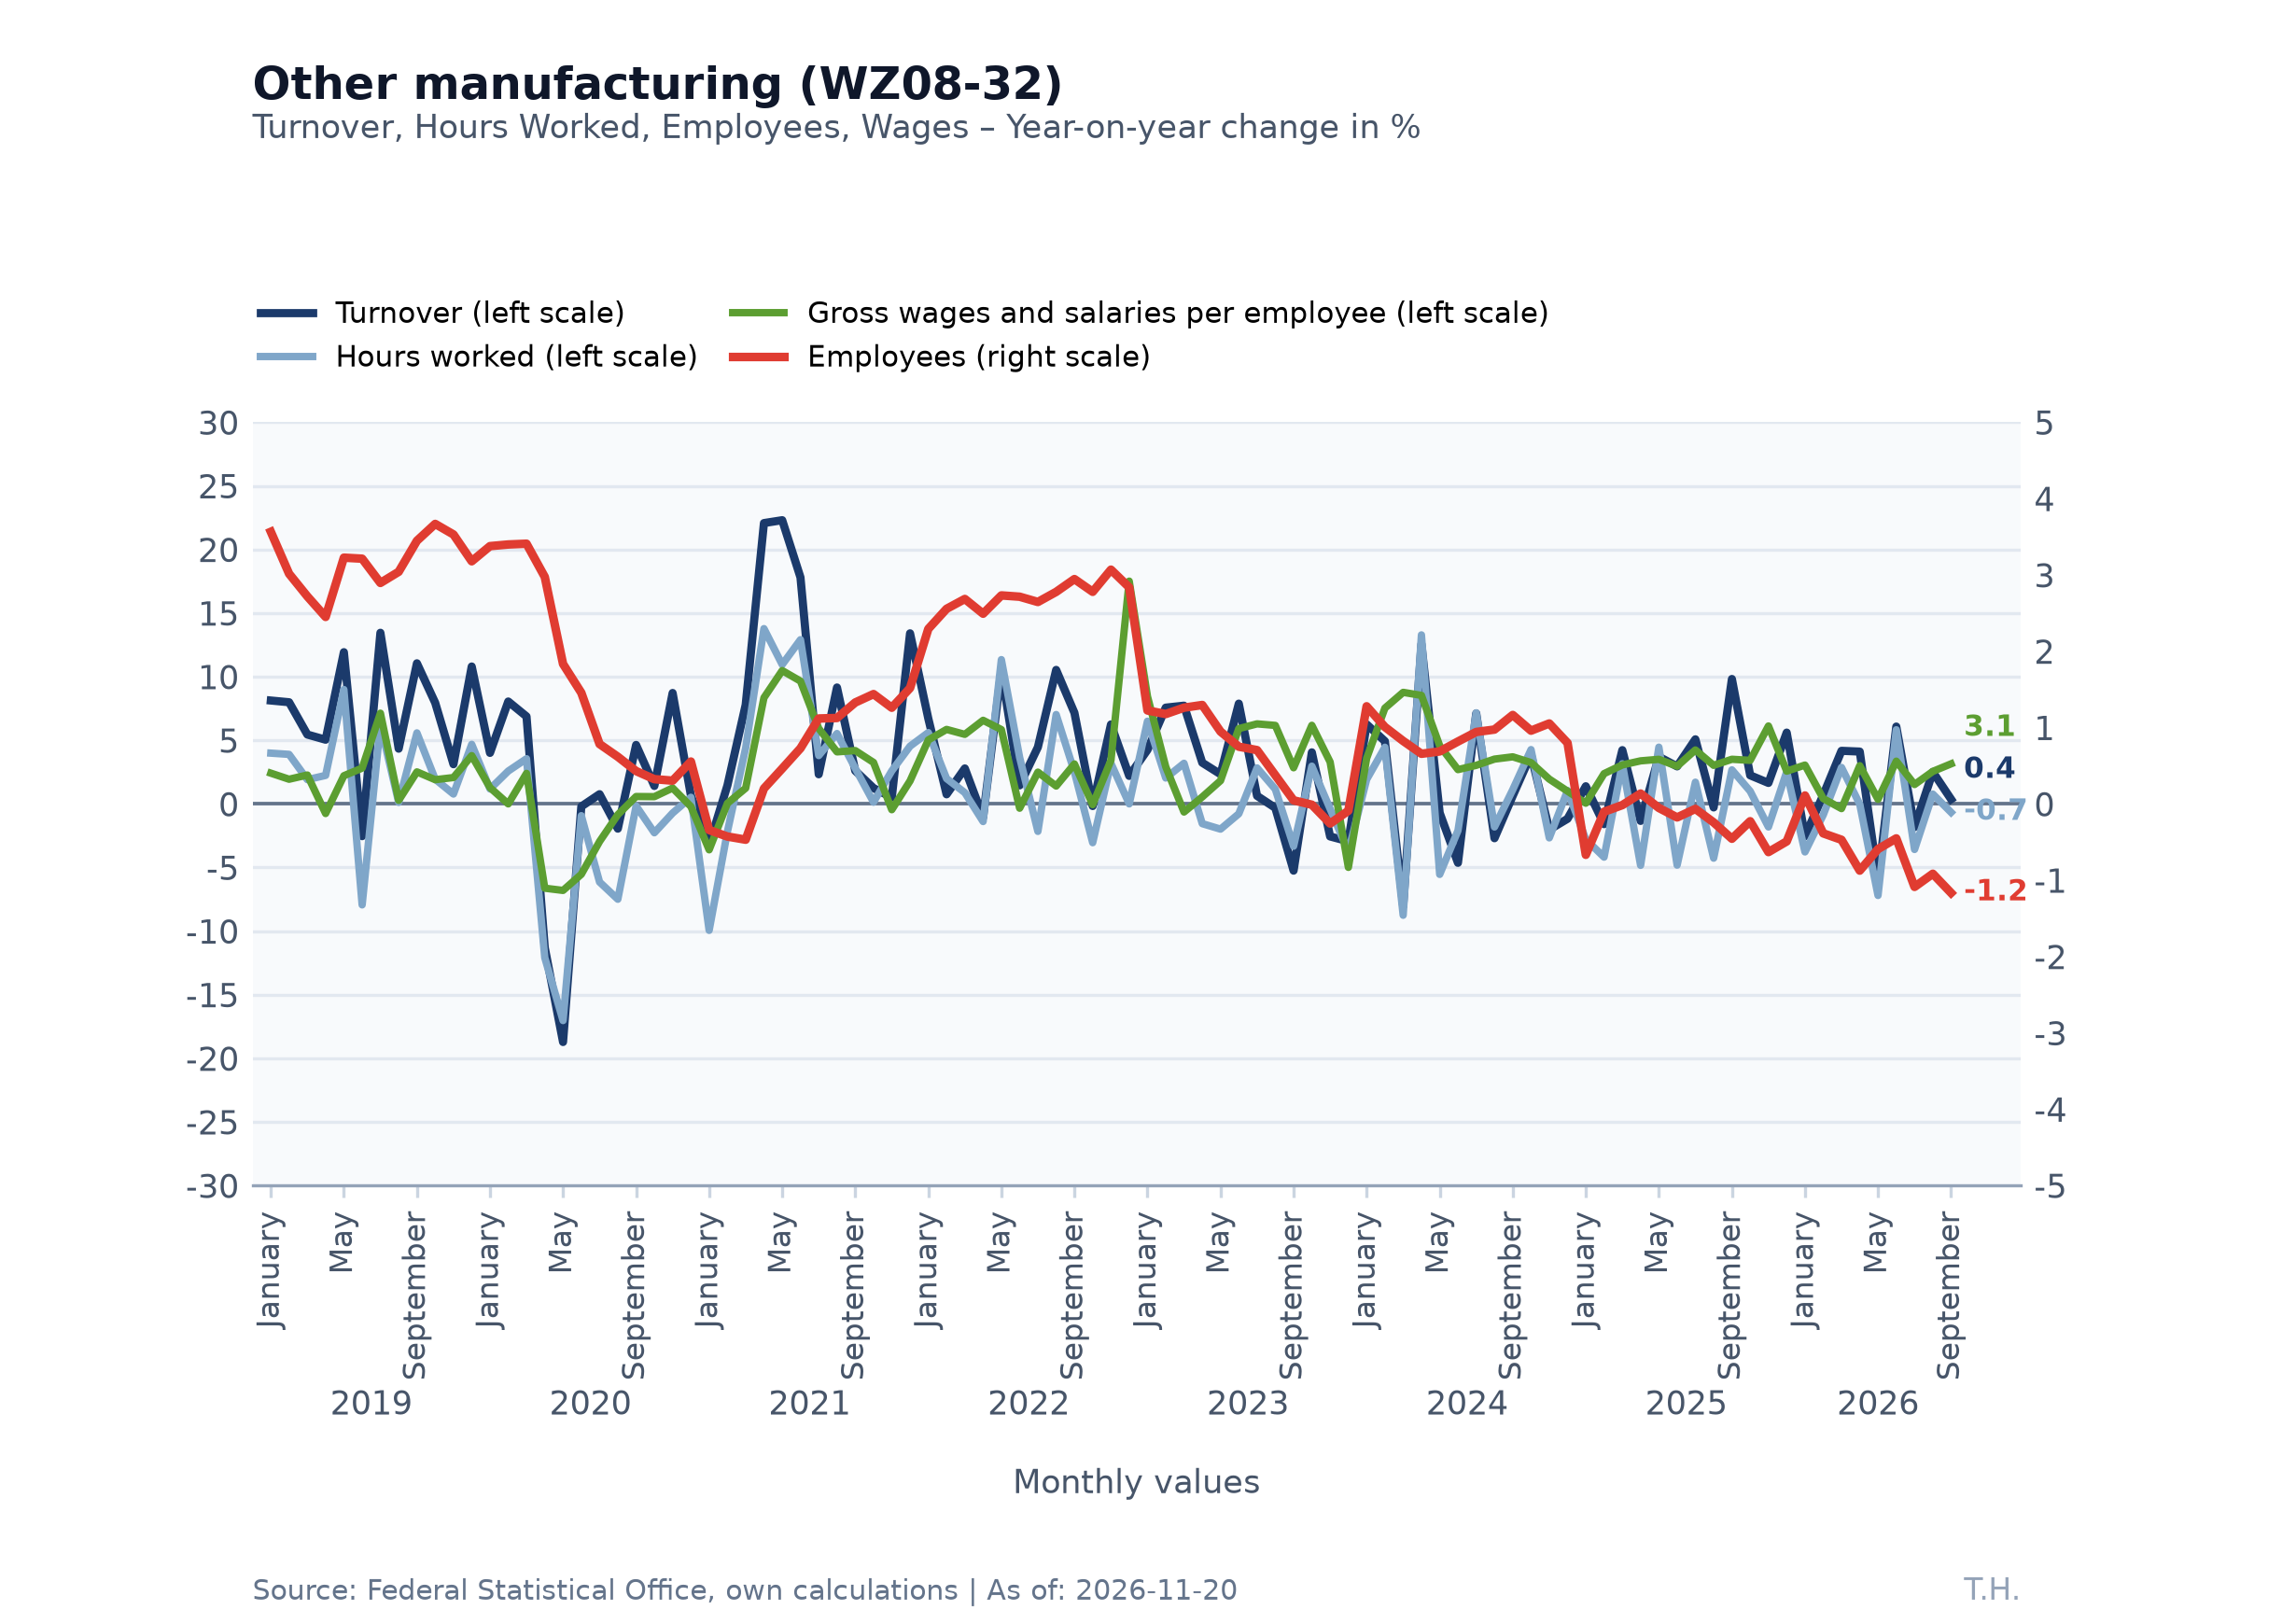 Other manufacturing (WZ08-32)
Turnover, Hours Worked, Employees, Wages – Year-on-year change in %
Turnover (left scale)
Gross wages and salaries per employee (left scale)
Hours worked (left scale)
Employees (right scale)
30 5
25 4
20 3
15 2
10 1
5 0
0 -1
-5 -2
-10 -3
-15 -4
-20 -5
-25
-30
3.1
0.4
-0.7
-1.2
January May September January May September January May September January May September January May September January May September January May September January May September
2019 2020 2021 2022 2023 2024 2025 2026
Monthly values
Source: Federal Statistical Office, own calculations | As of: 2026-11-20
T.H.